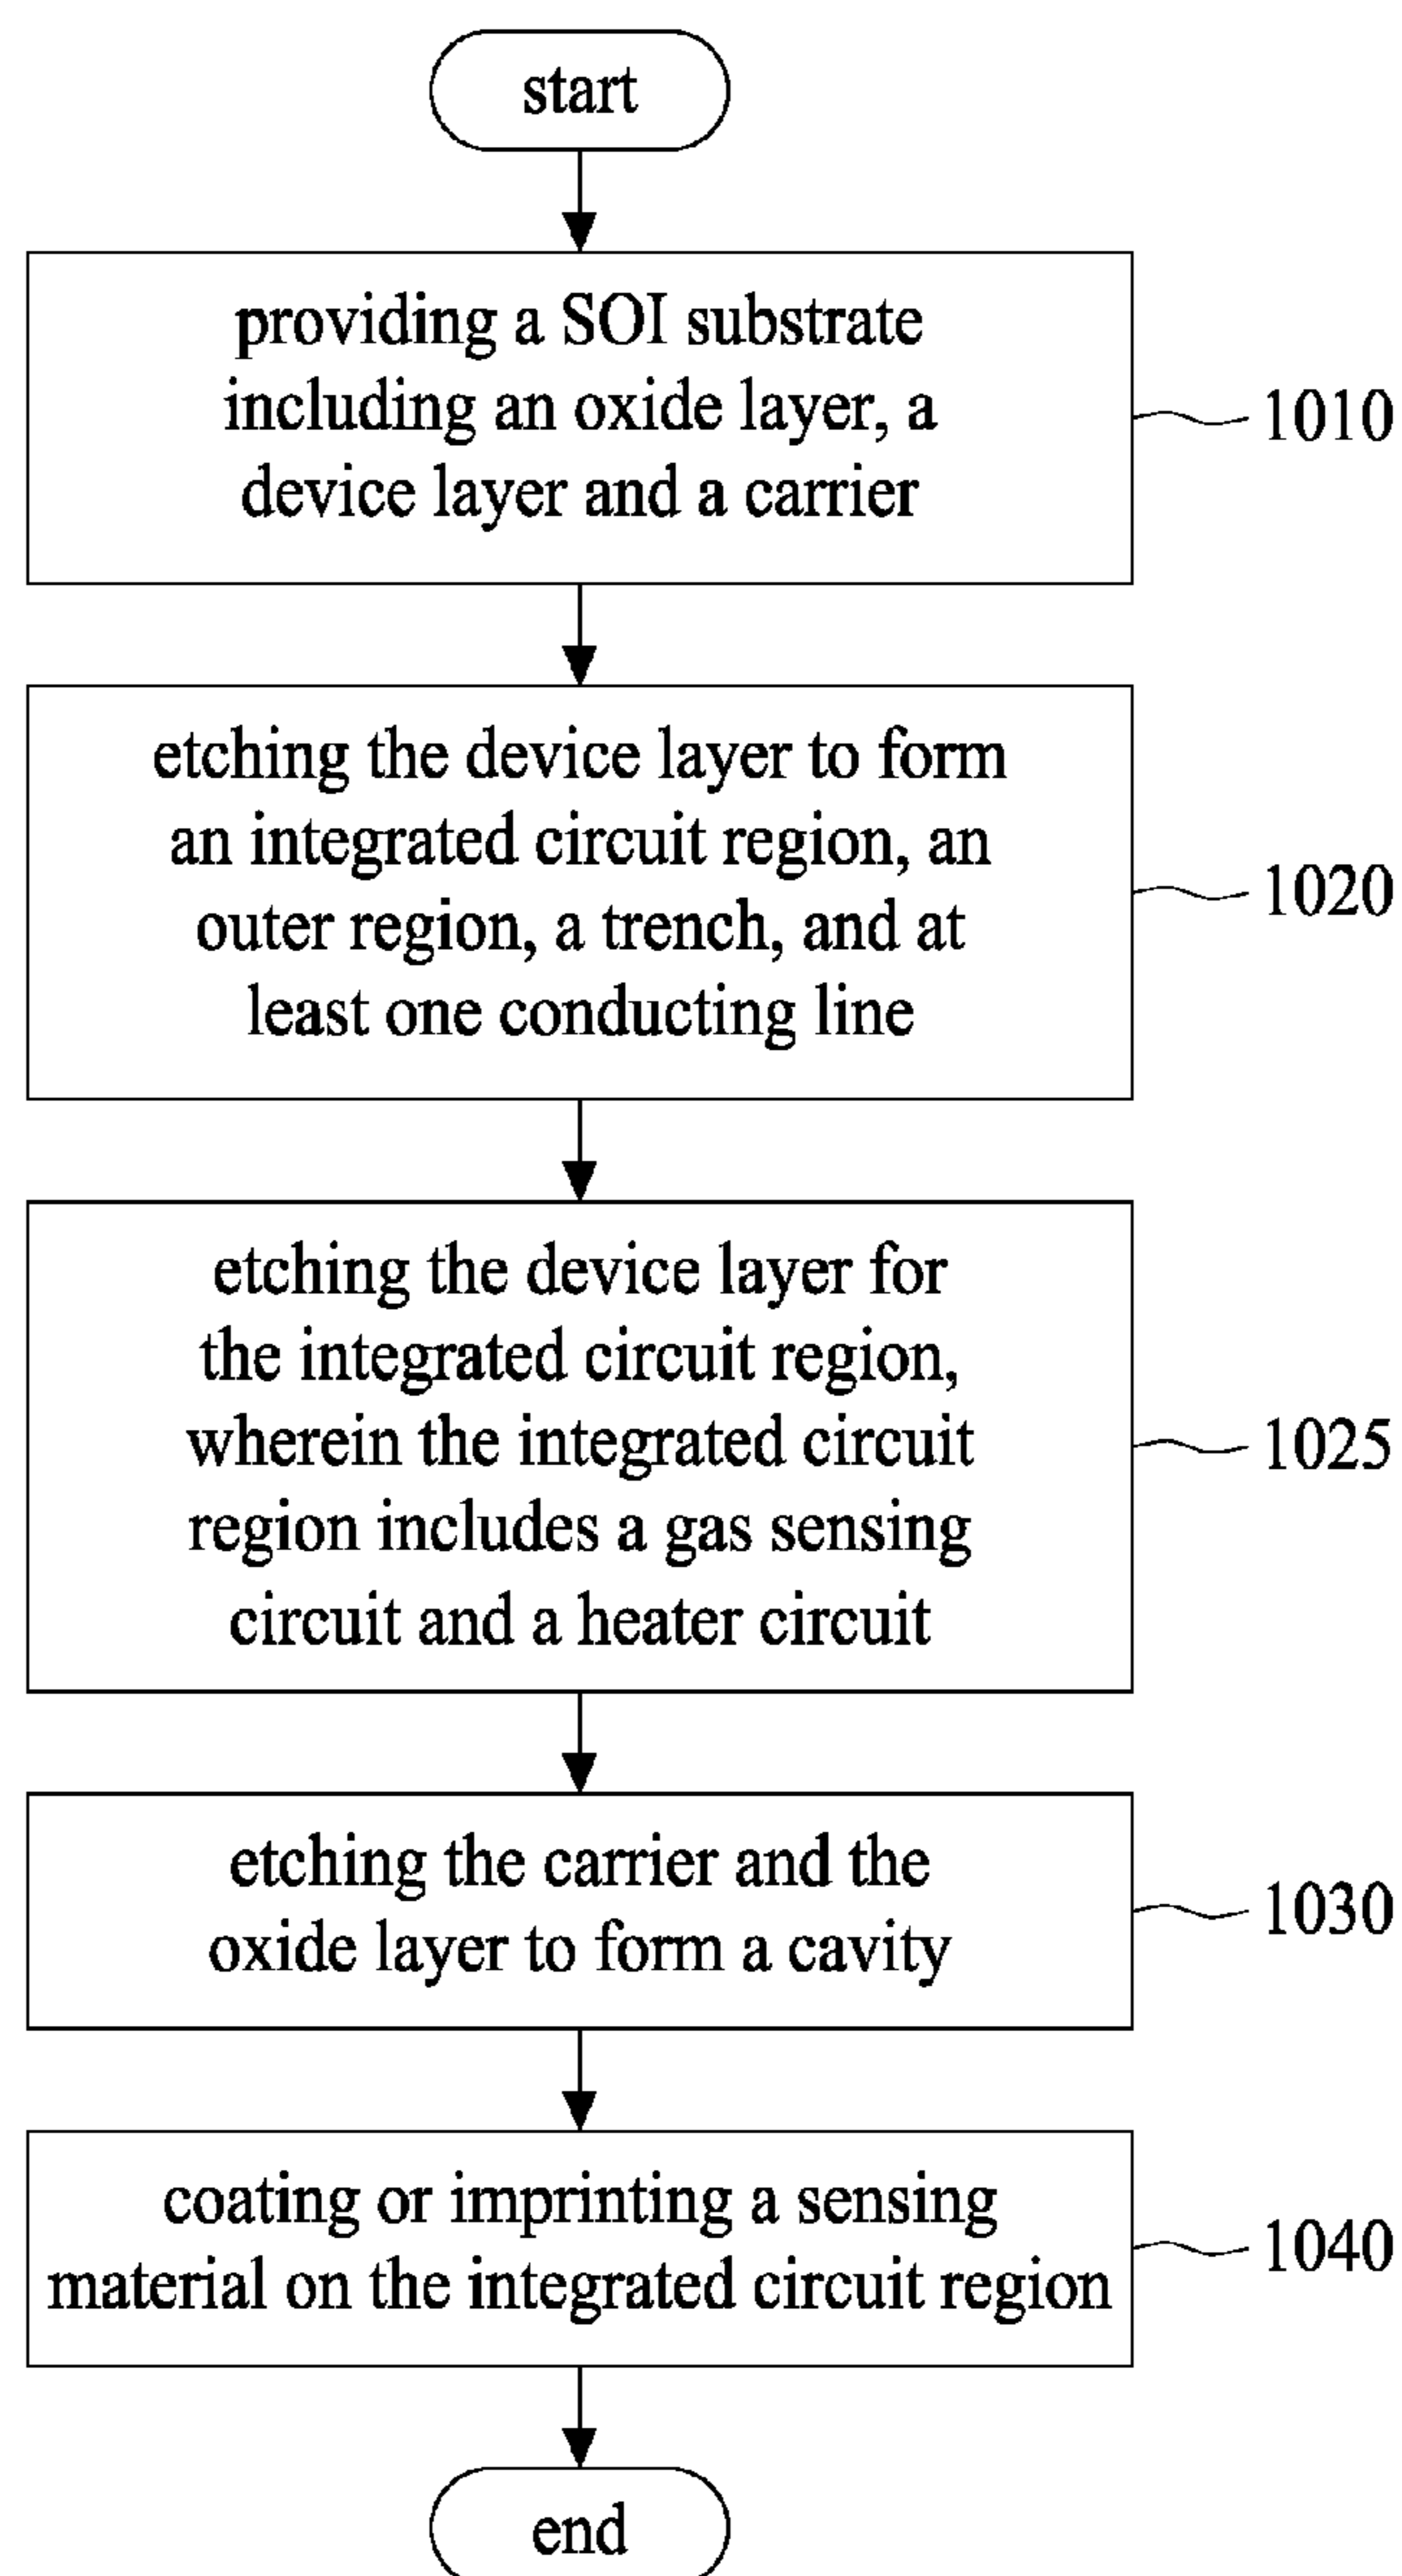 start
providing a SOI substrate
including an oxide layer, a
device layer and a carrier
1010
etching the device layer to form
an integrated circuit region, an
outer region, a trench, and at
least one conducting line
1020
etching the device layer for
the integrated circuit region,
wherein the integrated circuit
region includes a gas sensing
circuit and a heater circuit
1025
etching the carrier and the
oxide layer to form a cavity
1030
coating or imprinting a sensing
material on the integrated circuit region
1040
end